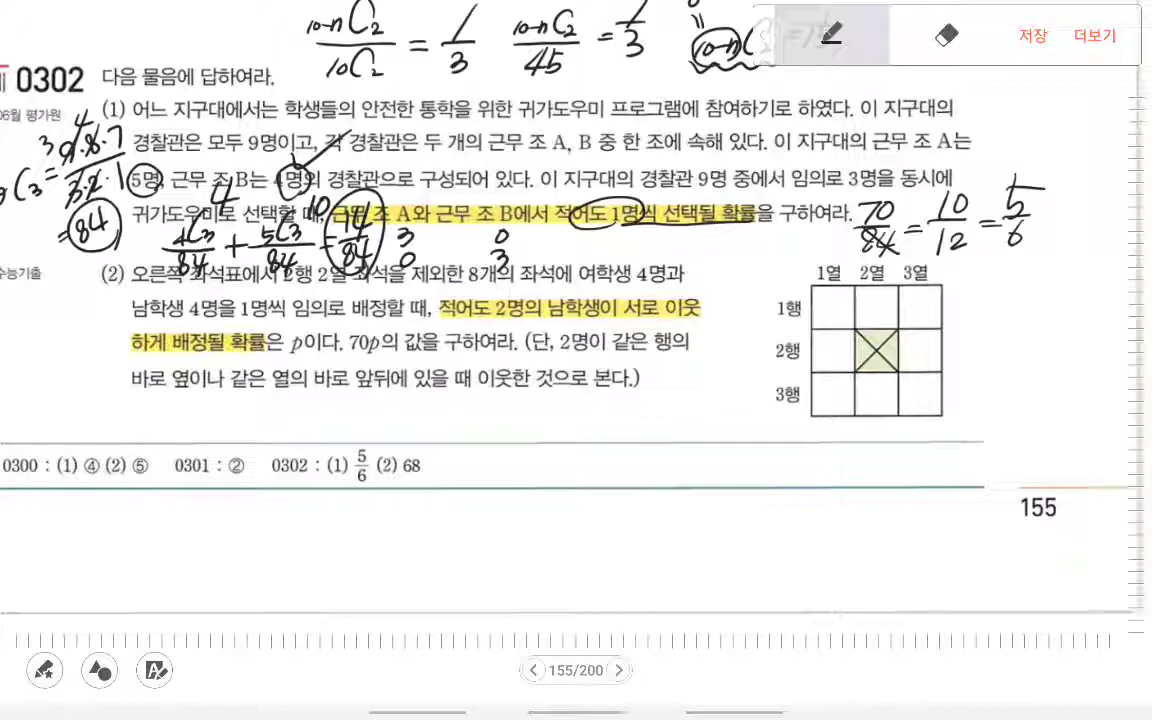 10-nC2 / 10C2 = 1/3   10-nC2 / 45 = 1/3
저장 더보기
0302 다음 물음에 답하여라.
06월 평가원
(1) 어느 지구대에서는 학생들의 안전한 통학을 위한 귀가도우미 프로그램에 참여하기로 하였다. 이 지구대의
경찰관은 모두 9명이고, 각 경찰관은 두 개의 근무 조 A, B 중 한 조에 속해 있다. 이 지구대의 근무 조 A는
5명, 근무 조 B는 4명의 경찰관으로 구성되어 있다. 이 지구대의 경찰관 9명 중에서 임의로 3명을 동시에
귀가도우미로 선택할 때, 근무 조 A와 근무 조 B에서 적어도 1명씩 선택될 확률을 구하여라.
= 84
4 10
4C3/84 + 5C3/84 = 14/84
3 0
0 3
70/84 = 10/12 = 5/6
수능기출
(2) 오른쪽 좌석표에서 2행 2열 좌석을 제외한 8개의 좌석에 여학생 4명과
남학생 4명을 1명씩 임의로 배정할 때, 적어도 2명의 남학생이 서로 이웃
하게 배정될 확률은 p이다. 70p의 값을 구하여라. (단, 2명이 같은 행의
바로 옆이나 같은 열의 바로 앞뒤에 있을 때 이웃한 것으로 본다.)
1열 2열 3열
1행
2행
3행
0300 : (1) ④ (2) ⑤ 0301 : ② 0302 : (1) 5/6 (2) 68
155
155/200